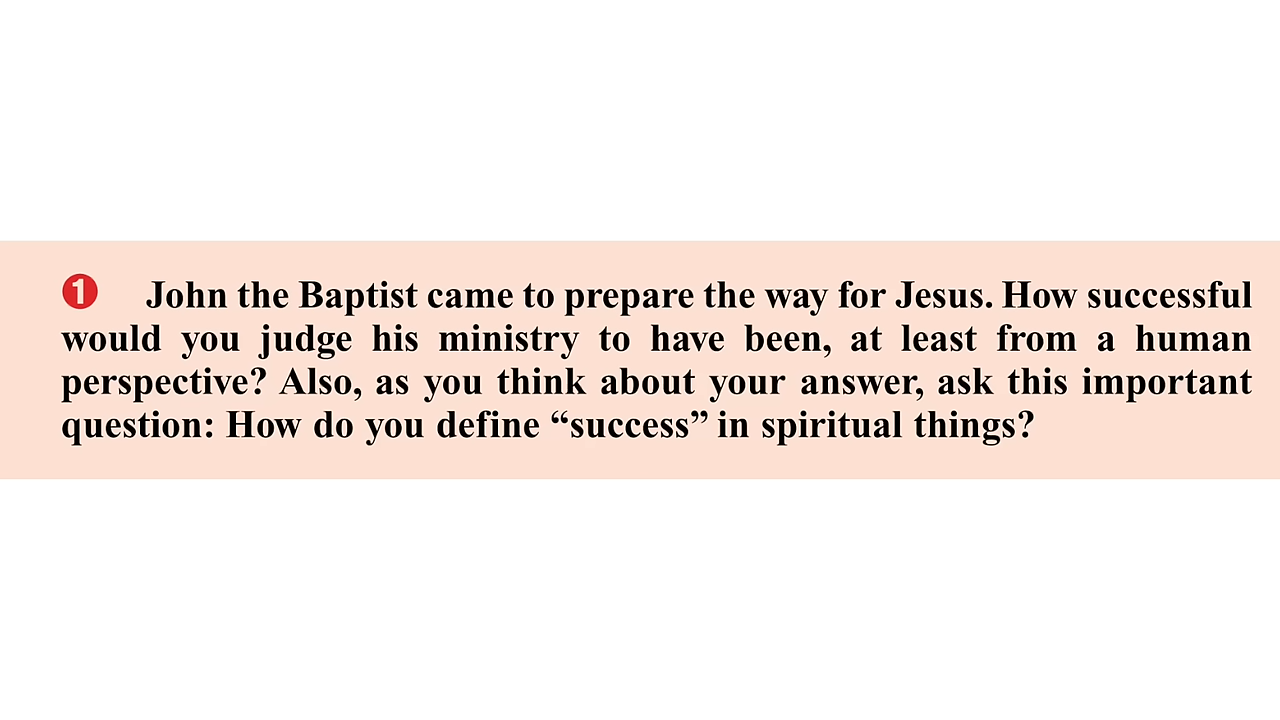 ❶ John the Baptist came to prepare the way for Jesus. How successful
would you judge his ministry to have been, at least from a human
perspective? Also, as you think about your answer, ask this important
question: How do you define “success” in spiritual things?